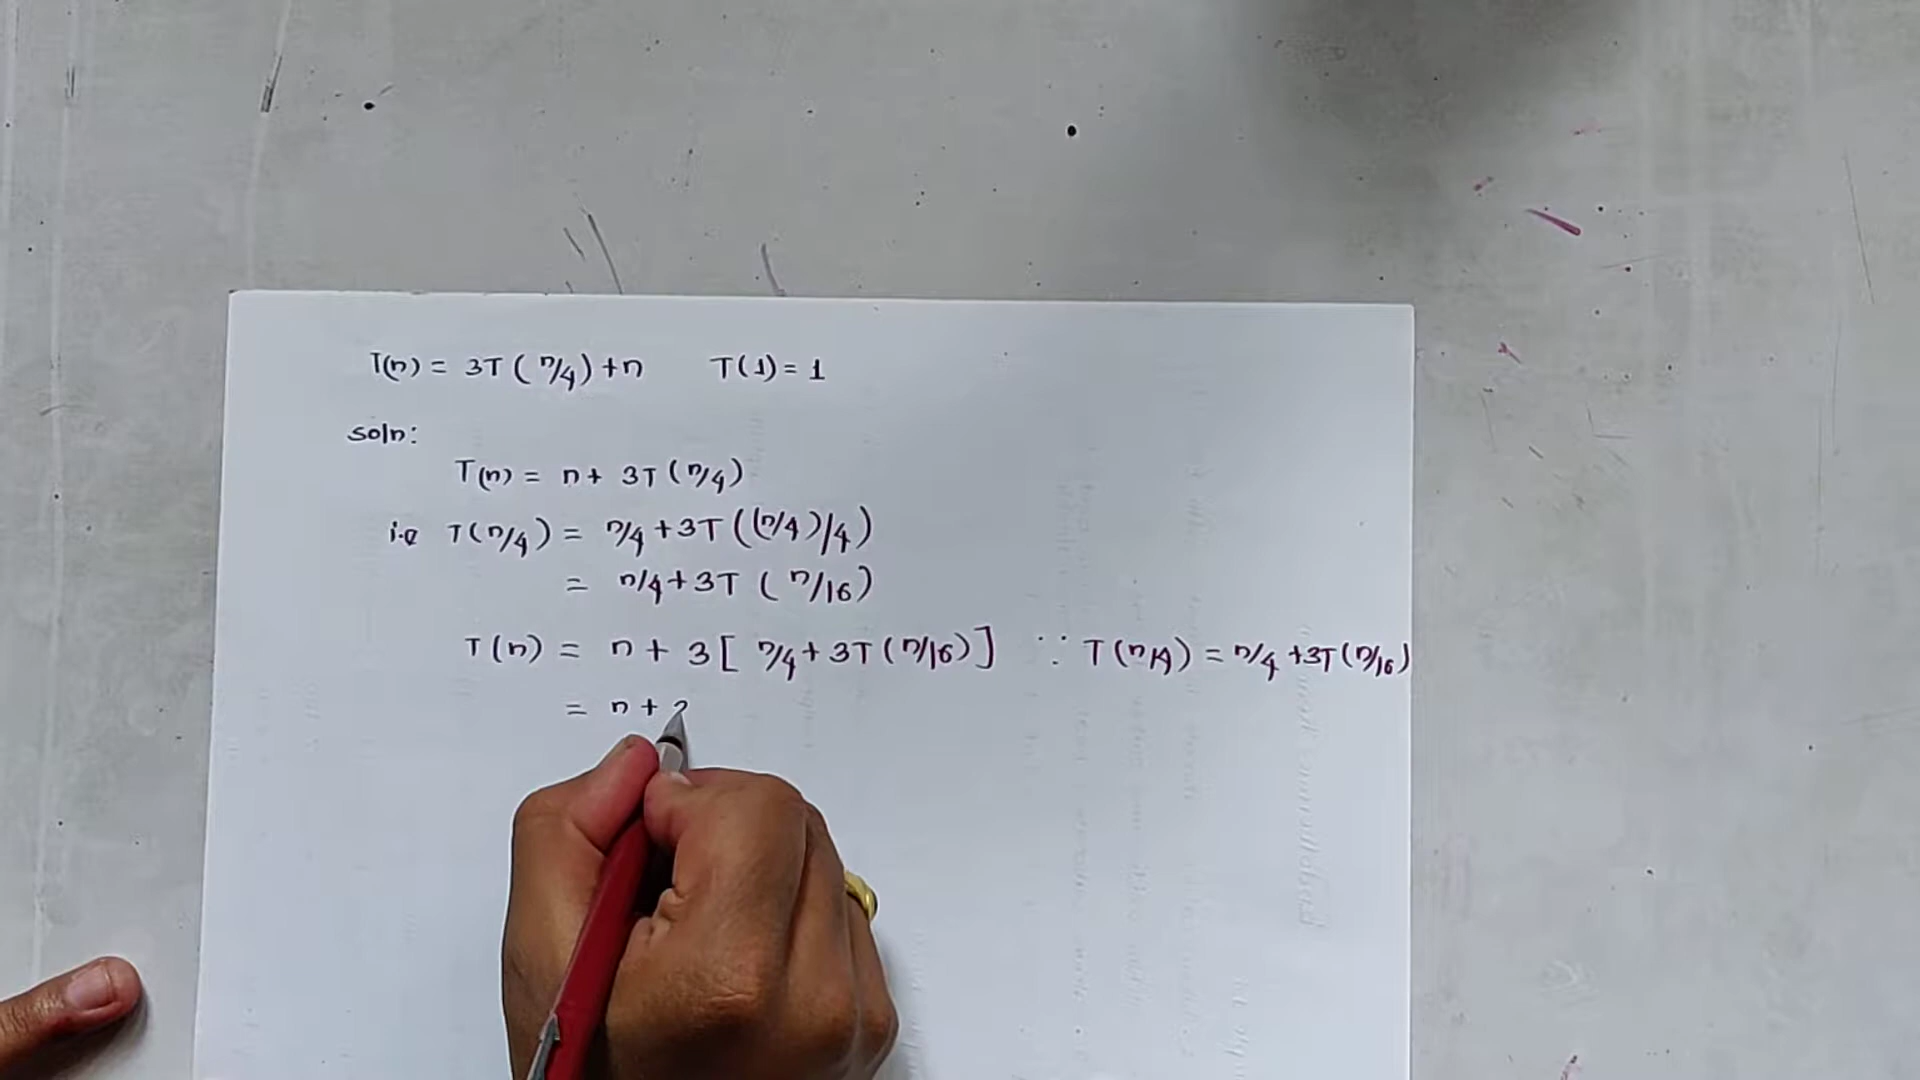 T(n) = 3T(n/4)+n T(1)=1
soln:
T(n) = n+ 3T(n/4)
i.e T(n/4) = n/4+3T((n/4)/4)
= n/4+3T (n/16)
T(n) = n + 3[ n/4+ 3T(n/16)] ∵ T(n/4) = n/4 +3T(n/16)
= n +